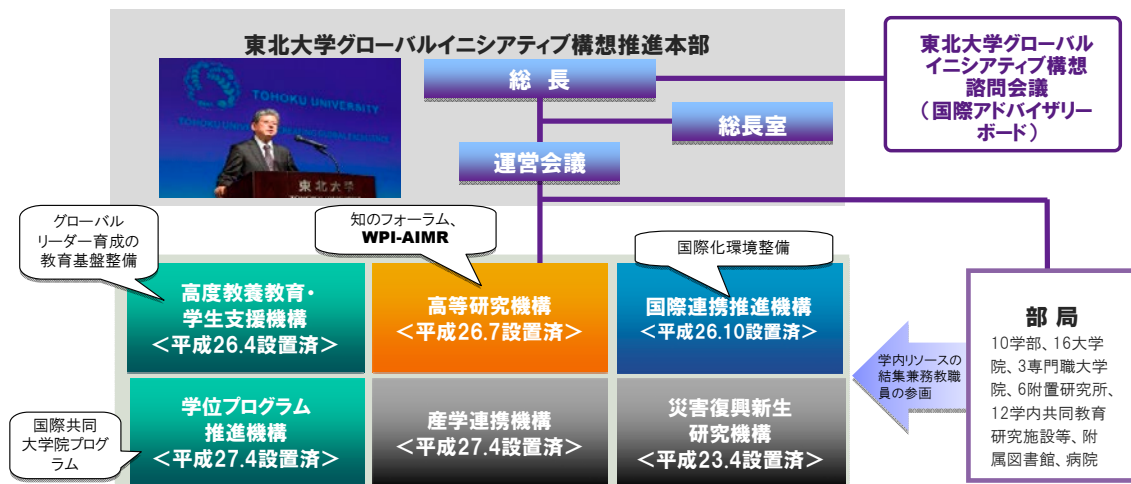 東北大学グローバルイニシアティブ構想推進本部
TOHOKU UNIVERSITY
東北大学
総 長
総長室
運営会議
東北大学グローバル
イニシアティブ構想
諮問会議
(国際アドバイザリー
ボード)
グローバル
リーダー育成の
教育基盤整備
知のフォーラム、
WPI-AIMR
国際化環境整備
高度教養教育・
学生支援機構
＜平成26.4設置済＞
高等研究機構
＜平成26.7設置済＞
国際連携推進機構
＜平成26.10設置済＞
国際共同
大学院プログ
ラム
学位プログラム
推進機構
＜平成27.4設置済＞
産学連携機構
＜平成27.4設置済＞
災害復興新生
研究機構
＜平成23.4設置済＞
学内リソースの
結集兼務教職
員の参画
部 局
10学部、16大学
院、3専門職大学
院、6附置研究所、
12学内共同教育
研究施設等、附
属図書館、病院